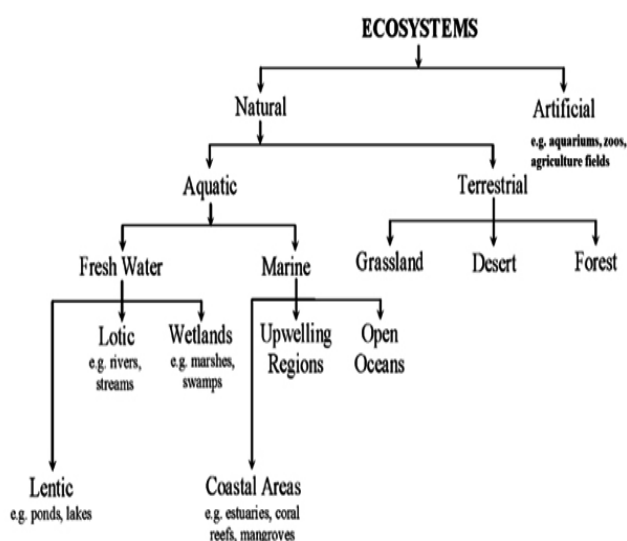 ECOSYSTEMS
Natural
Artificial
e.g. aquariums, zoos,
agriculture fields
Aquatic
Terrestrial
Fresh Water
Marine
Grassland
Desert
Forest
Lotic
e.g. rivers,
streams
Wetlands
e.g. marshes,
swamps
Upwelling
Regions
Open
Oceans
Lentic
e.g. ponds, lakes
Coastal Areas
e.g. estuaries, coral
reefs, mangroves